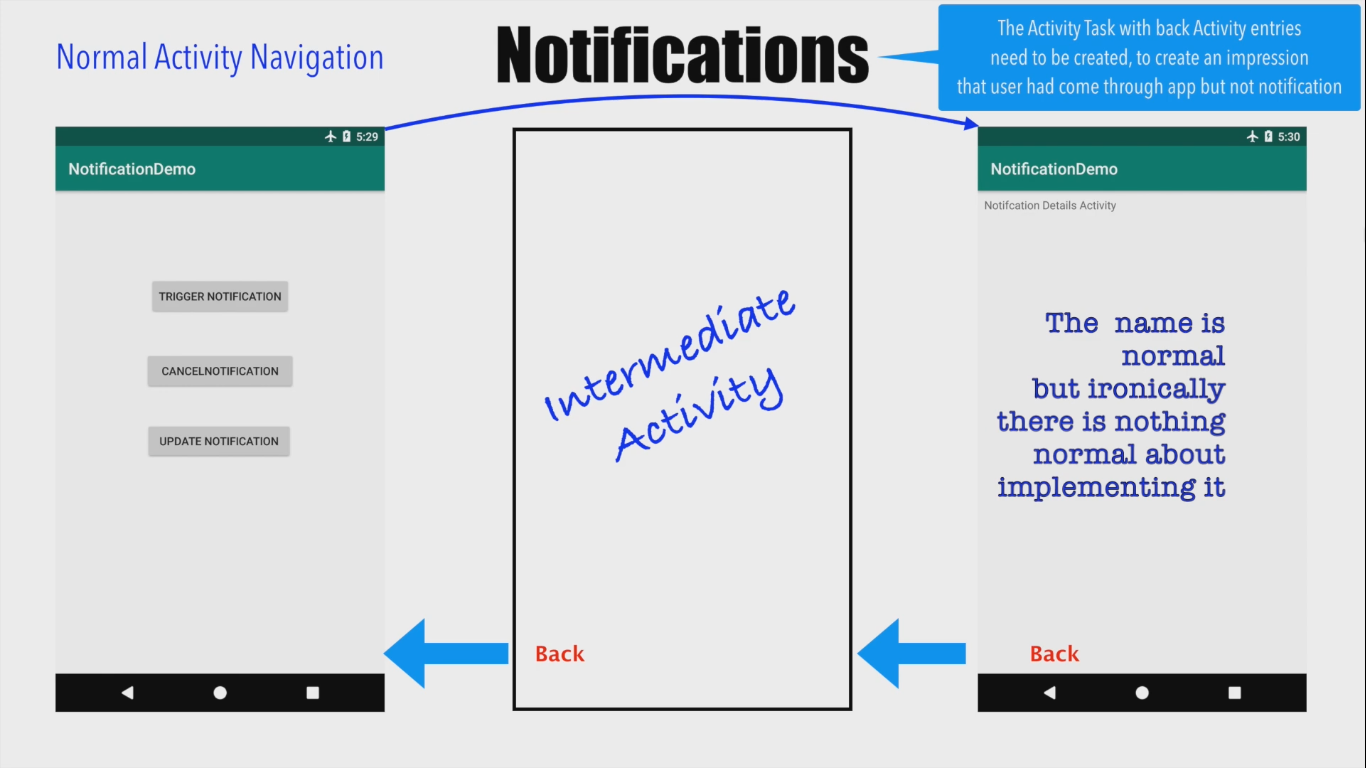 Normal Activity Navigation
Notifications
The Activity Task with back Activity entries
need to be created, to create an impression
that user had come through app but not notification
5:29
NotificationDemo
TRIGGER NOTIFICATION
CANCELNOTIFICATION
UPDATE NOTIFICATION
Intermediate
Activity
Back
5:30
NotificationDemo
Notifcation Details Activity
The name is
normal
but ironically
there is nothing
normal about
implementing it
Back